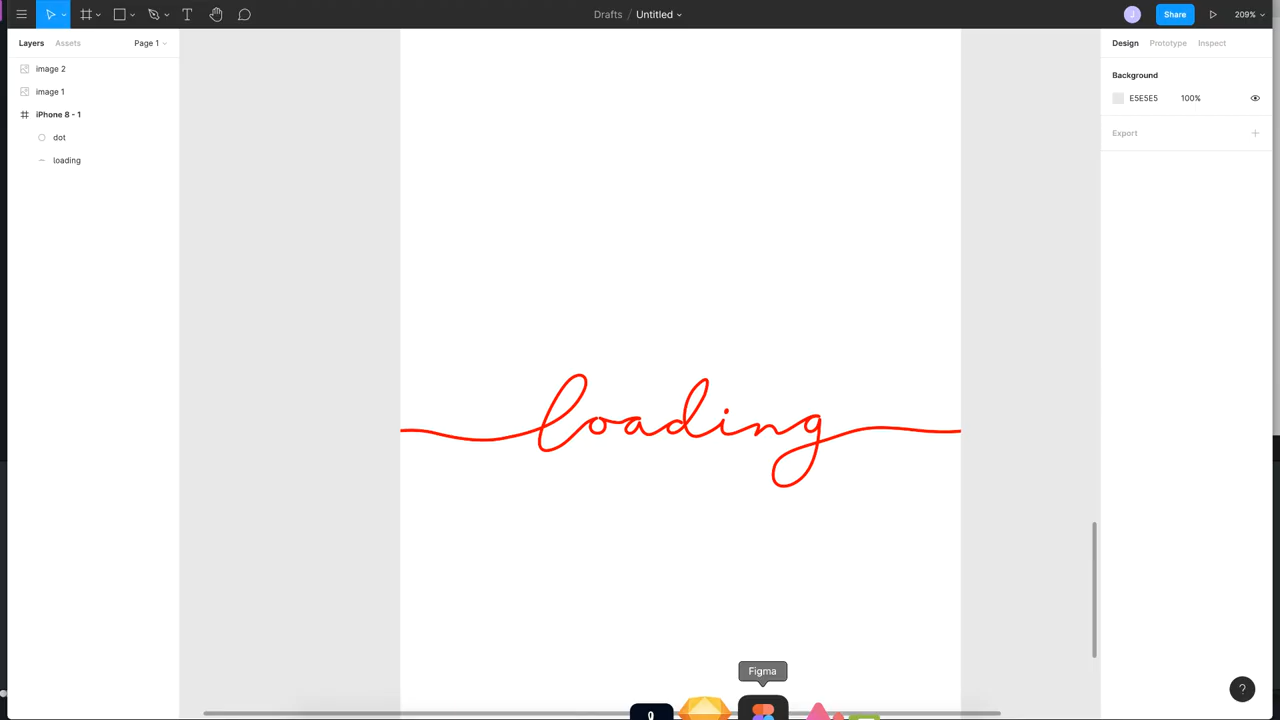 Drafts / Untitled
J
Share
209%
Layers
Assets
Page 1
image 2
image 1
iPhone 8 - 1
dot
loading
Design
Prototype
Inspect
Background
E5E5E5
100%
Export
loading
Figma
?